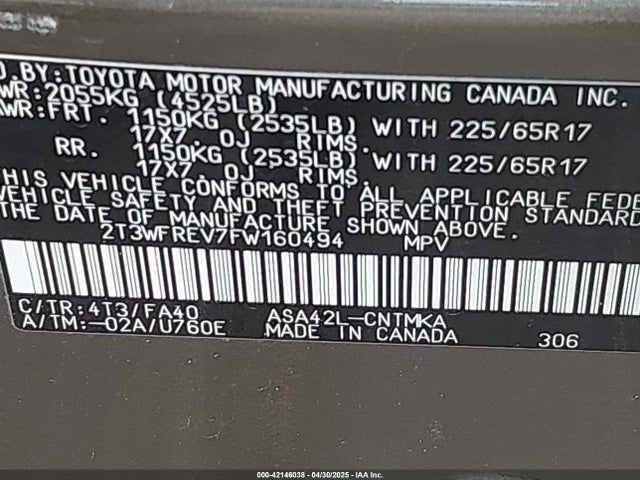 D.BY:TOYOTA MOTOR MANUFACTURING CANADA INC.
WR:2055KG (4525LB)
AWR:FRT. 1150KG (2535LB) WITH 225/65R17
17X7.0J RIMS.
RR. 1150KG (2535LB) WITH 225/65R17
17X7.0J RIMS.
THIS VEHICLE CONFORMS TO ALL APPLICABLE FEDE
VEHICLE SAFETY AND THEFT PREVENTION STANDARD
THE DATE OF MANUFACTURE SHOWN ABOVE.
2T3WFREV7FW160494 MPV
C/TR:4T3/FA40 ASA42L-CNTMKA
A/TM:-02A/U760E MADE IN CANADA 306
000-42146038 - 04/30/2025 - IAA Inc.